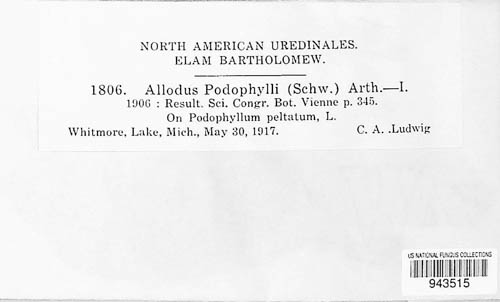 NORTH AMERICAN UREDINALES.
ELAM BARTHOLOMEW.
1806. Allodus Podophylli (Schw.) Arth.—I.
1906 : Result. Sci. Congr. Bot. Vienne p. 345.
On Podophyllum peltatum, L.
Whitmore, Lake, Mich., May 30, 1917. C. A. .Ludwig
US NATIONAL FUNGUS COLLECTIONS
943515